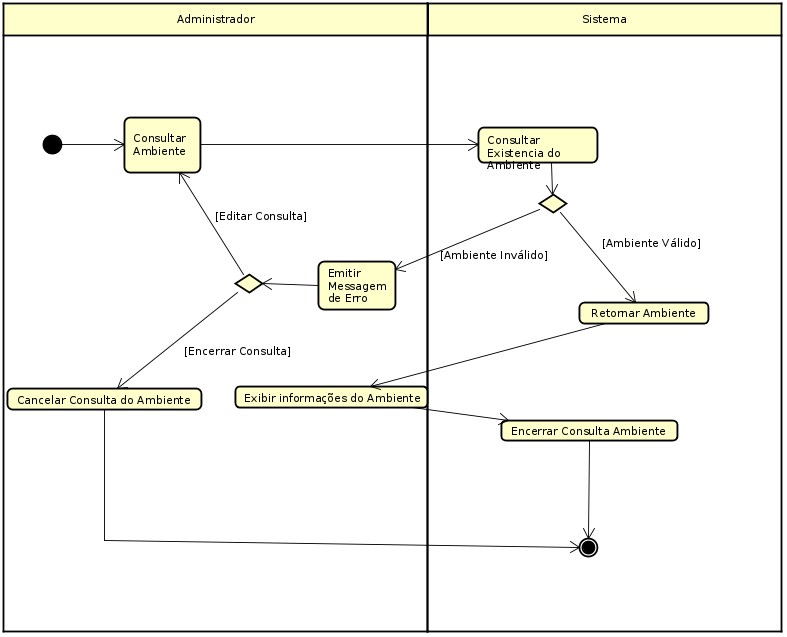 Administrador
Sistema
Consultar
Ambiente
Consultar
Existencia do
Ambiente
[Editar Consulta]
[Ambiente Válido]
[Ambiente Inválido]
Emitir
Messagem
de Erro
Retornar Ambiente
[Encerrar Consulta]
Cancelar Consulta do Ambiente
Exibir informações do Ambiente
Encerrar Consulta Ambiente